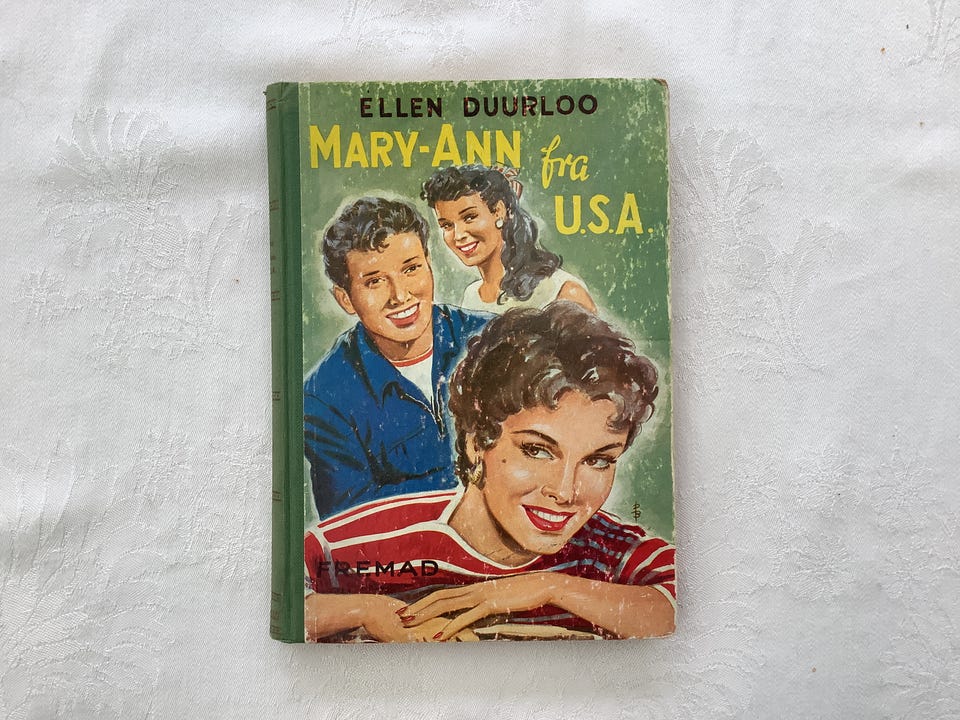 ELLEN DUURLOO
MARY-ANN fra
U.S.A.
FREMAD